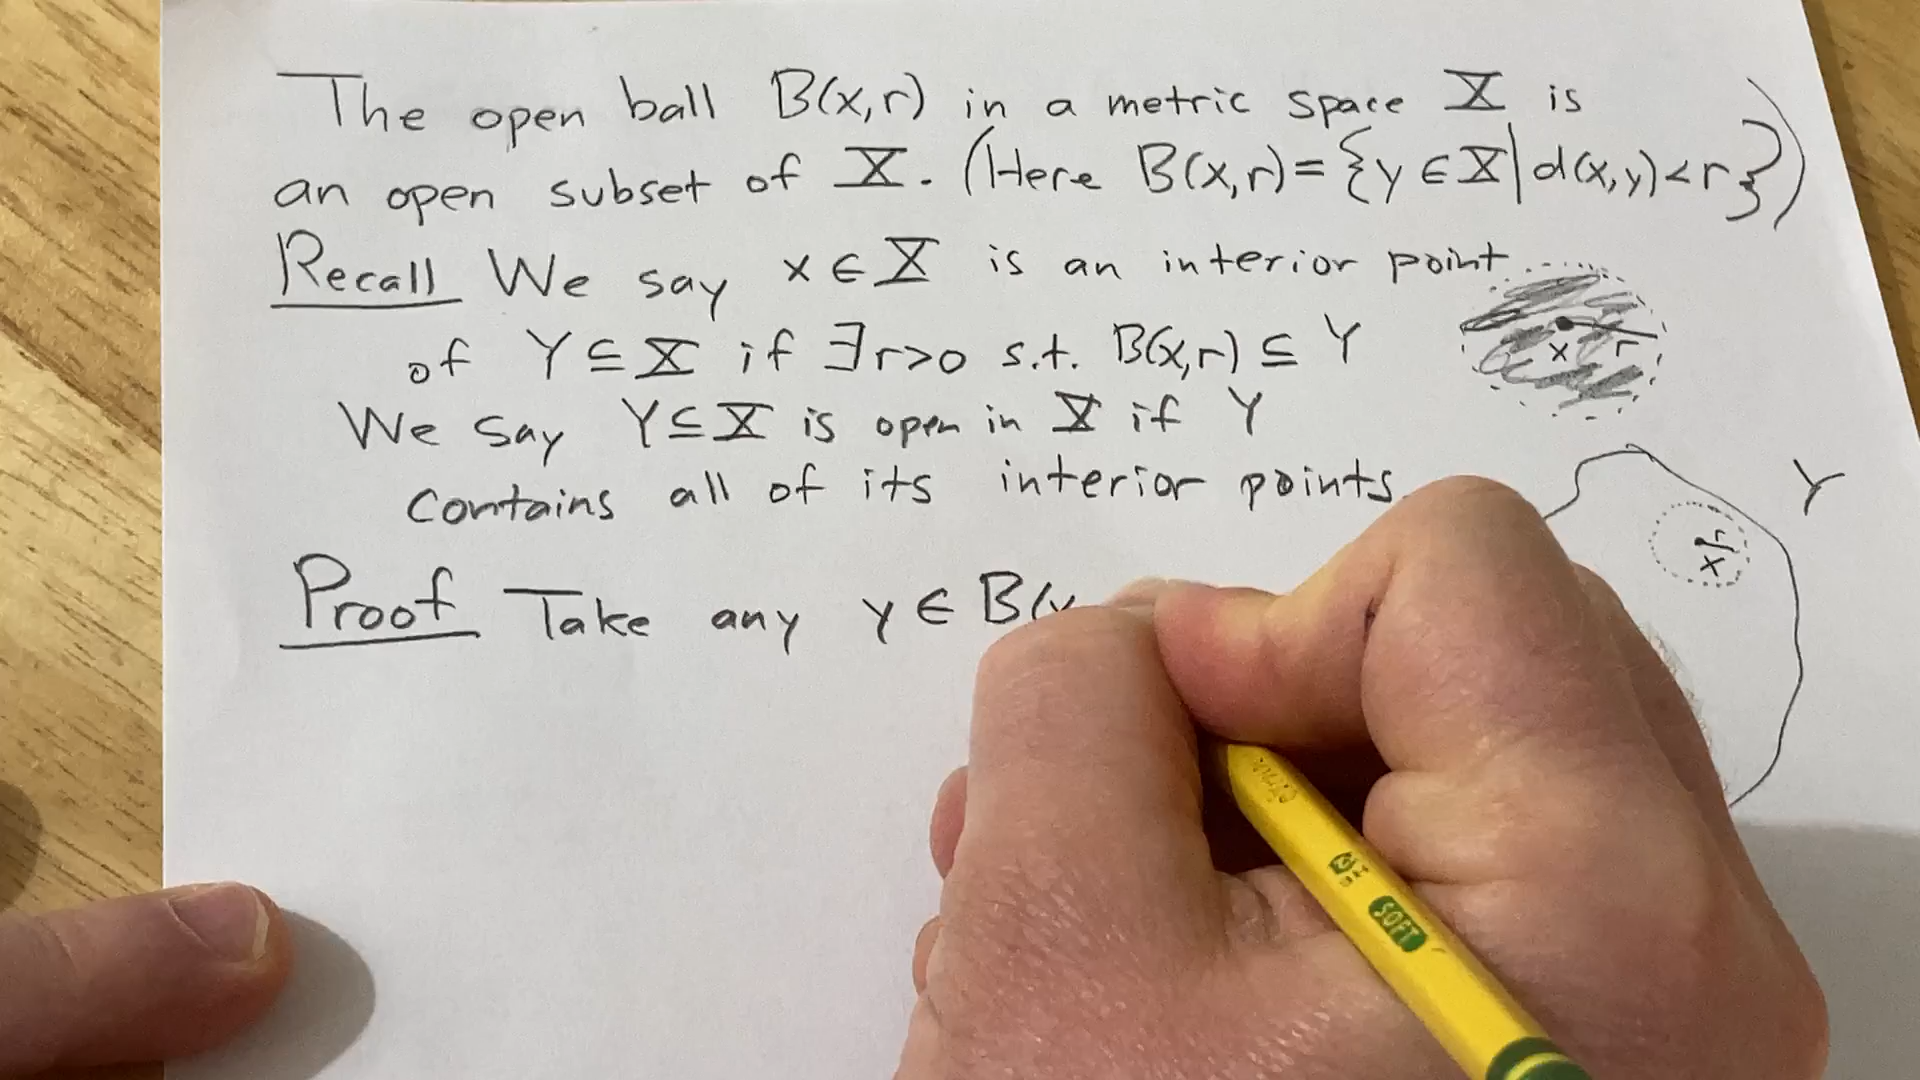 The open ball B(x,r) in a metric space X is
an open subset of X. (Here B(x,r)={y∈X|d(x,y)<r})
Recall We say x∈X is an interior point
of Y⊆X if ∃r>0 s.t. B(x,r)⊆Y
x r
We say Y⊆X is open in X if Y
contains all of its interior points
Y
r
x
Proof Take any y∈B(
SOFT